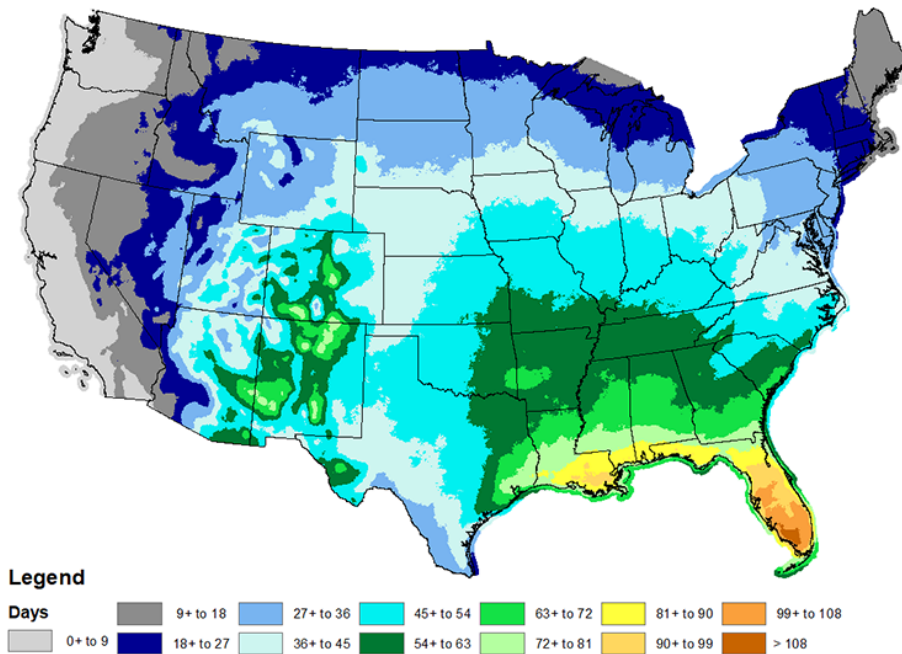 Legend
Days
0+ to 9
9+ to 18
18+ to 27
27+ to 36
36+ to 45
45+ to 54
54+ to 63
63+ to 72
72+ to 81
81+ to 90
90+ to 99
99+ to 108
> 108